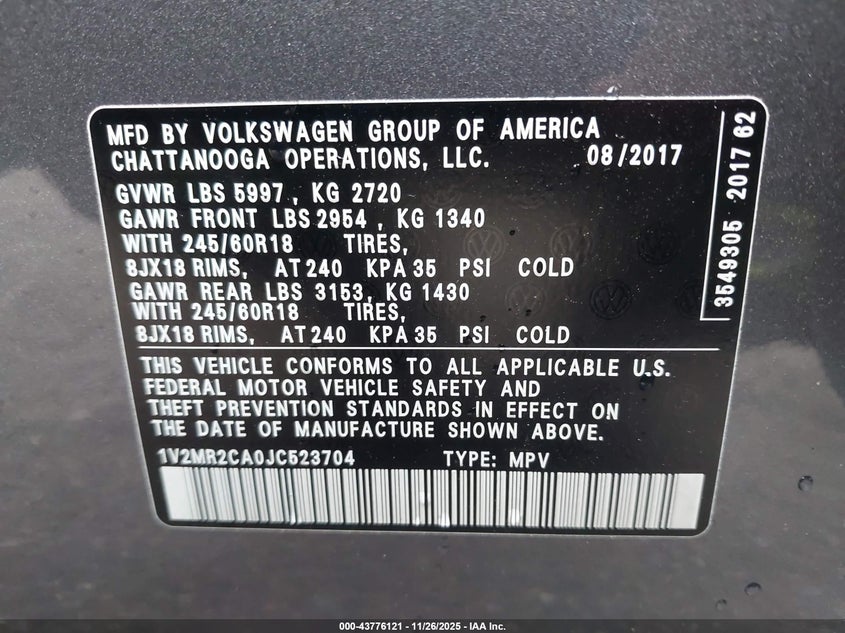 MFD BY VOLKSWAGEN GROUP OF AMERICA
CHATTANOOGA OPERATIONS, LLC. 08/2017
GVWR LBS 5997 , KG 2720
GAWR FRONT LBS 2954 , KG 1340
WITH 245/60R18 TIRES,
8JX18 RIMS, AT 240 KPA 35 PSI COLD
GAWR REAR LBS 3153, KG 1430
WITH 245/60R18 TIRES,
8JX18 RIMS, AT 240 KPA 35 PSI COLD
THIS VEHICLE CONFORMS TO ALL APPLICABLE U.S.
FEDERAL MOTOR VEHICLE SAFETY AND
THEFT PREVENTION STANDARDS IN EFFECT ON
THE DATE OF MANUFACTURE SHOWN ABOVE.
1V2MR2CA0JC523704 TYPE: MPV
3549305 2017 62
000-43776121 - 11/26/2025 - IAA Inc.